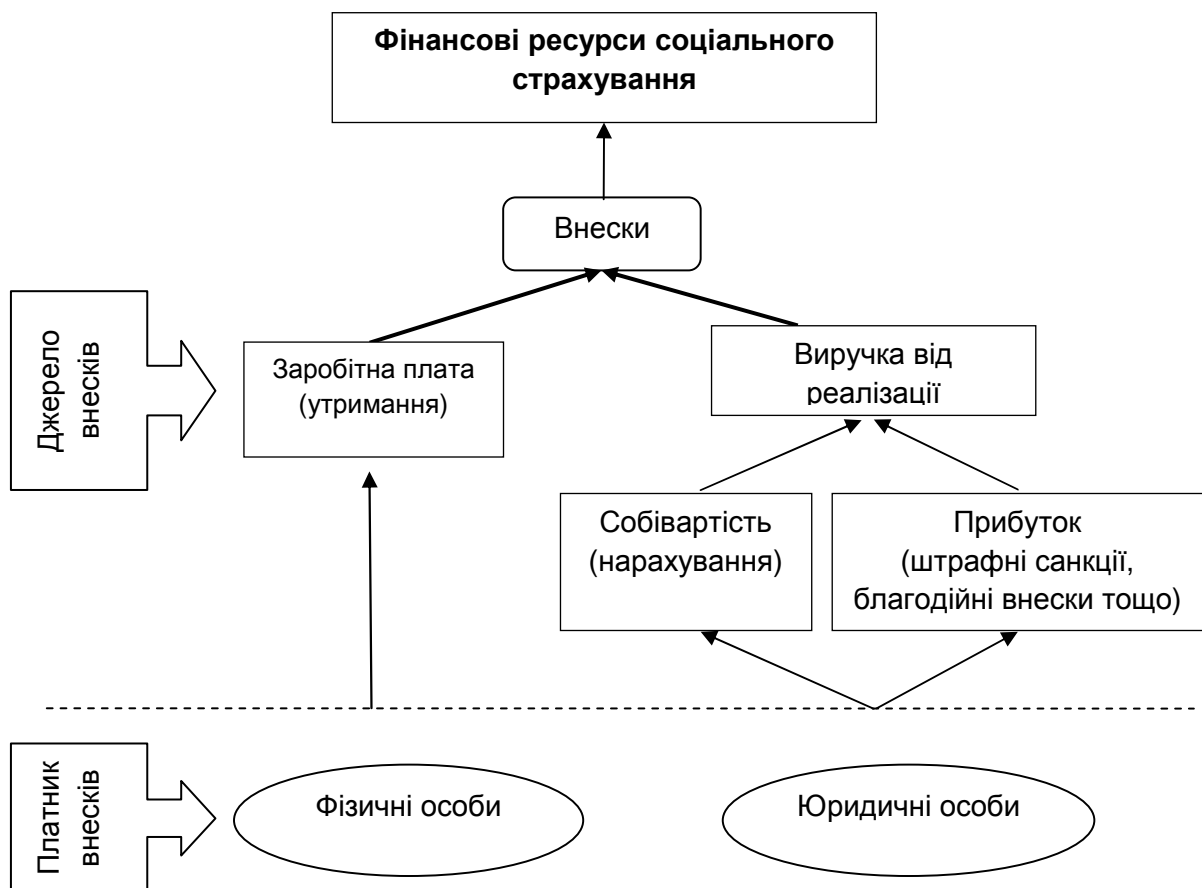 Фінансові ресурси соціального
страхування
Внески
Джерело
внесків
Заробітна плата
(утримання)
Виручка від
реалізації
Собівартість
(нарахування)
Прибуток
(штрафні санкції,
благодійні внески тощо)
Платник
внесків
Фізичні особи
Юридичні особи